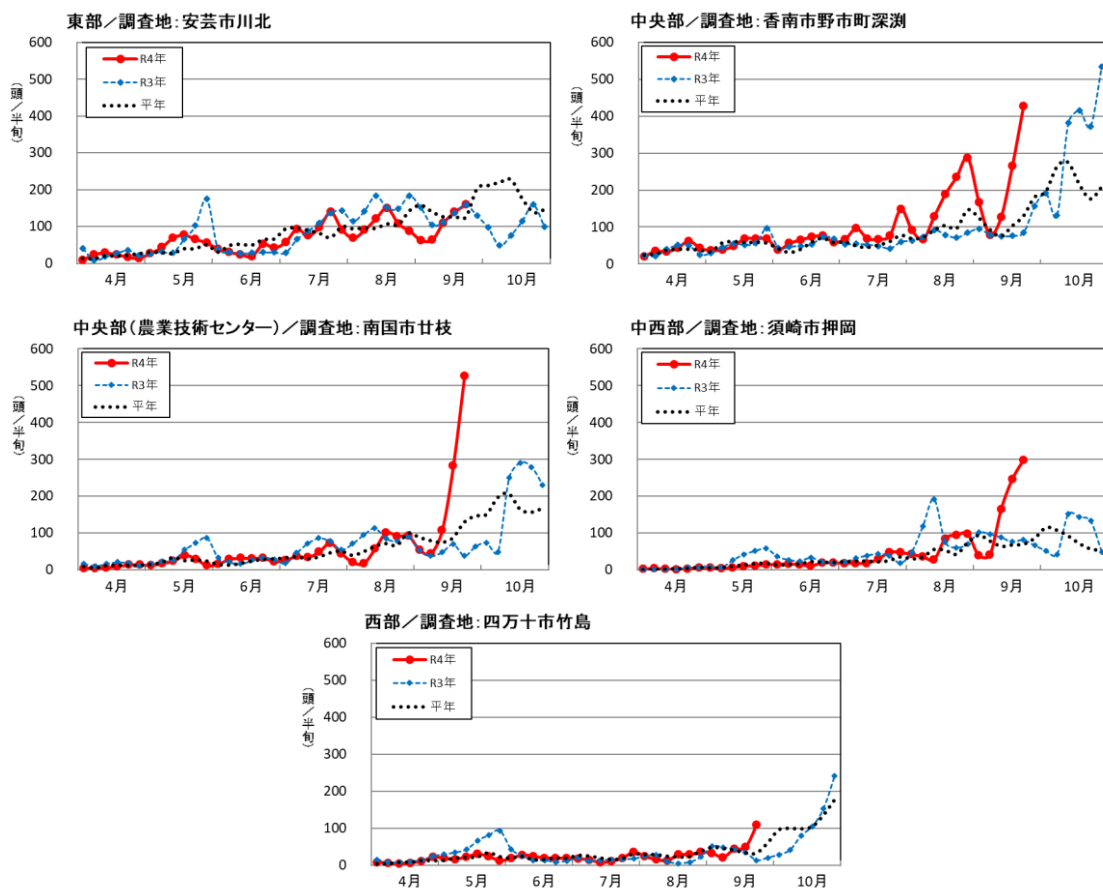 東部／調査地:安芸市川北
600
500
400
300
200
100
0
(頭／半旬)
R4年
R3年
平年
4月 5月 6月 7月 8月 9月 10月
中央部／調査地:香南市野市町深渕
600
500
400
300
200
100
0
(頭／半旬)
R4年
R3年
平年
4月 5月 6月 7月 8月 9月 10月
中央部(農業技術センター)／調査地:南国市廿枝
600
500
400
300
200
100
0
(頭／半旬)
R4年
R3年
平年
4月 5月 6月 7月 8月 9月 10月
中西部／調査地:須崎市押岡
600
500
400
300
200
100
0
(頭／半旬)
R4年
R3年
平年
4月 5月 6月 7月 8月 9月 10月
西部／調査地:四万十市竹島
600
500
400
300
200
100
0
(頭／半旬)
R4年
R3年
平年
4月 5月 6月 7月 8月 9月 10月